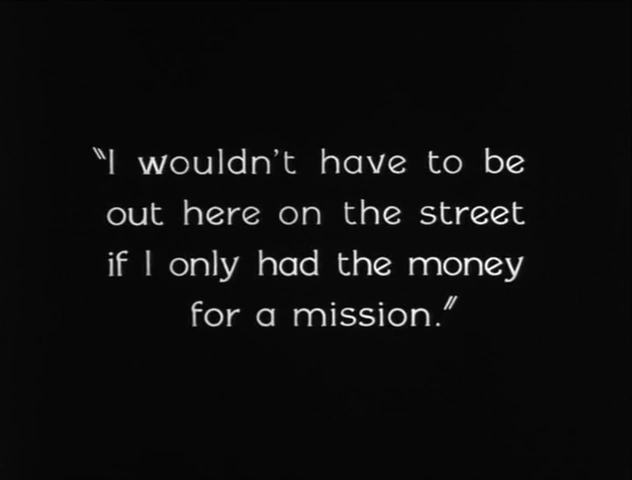 "I wouldn't have to be
out here on the street
if I only had the money
for a mission."